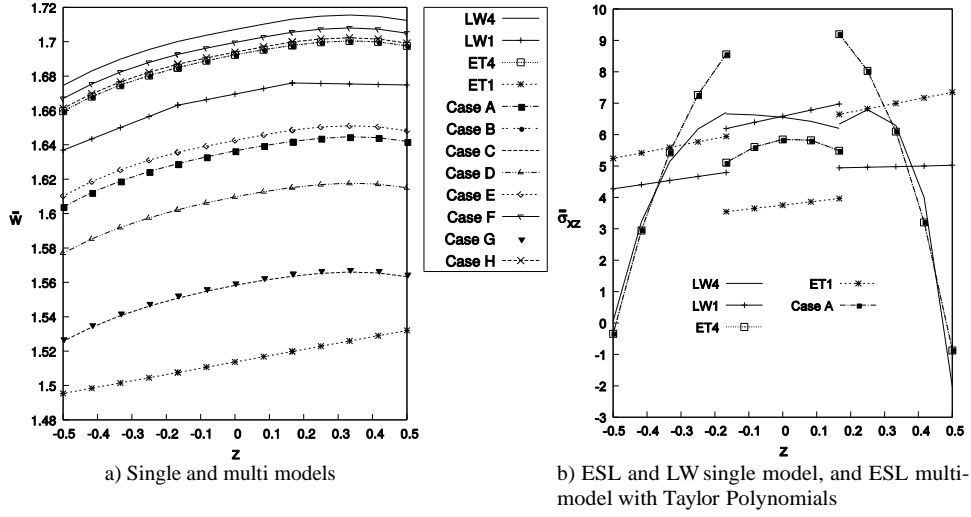 1.72
1.7
1.68
1.66
1.64
1.62
1.6
1.58
1.56
1.54
1.52
1.5
1.48
w̄
-0.5 -0.4 -0.3 -0.2 -0.1 0 0.1 0.2 0.3 0.4 0.5
z
LW4
LW1
ET4
ET1
Case A
Case B
Case C
Case D
Case E
Case F
Case G
Case H
a) Single and multi models
10
9
8
7
6
5
4
3
2
1
0
-1
-2
-3
σ̿xz
LW4
LW1
ET4
ET1
Case A
-0.5 -0.4 -0.3 -0.2 -0.1 0 0.1 0.2 0.3 0.4 0.5
z
b) ESL and LW single model, and ESL multi-
model with Taylor Polynomials